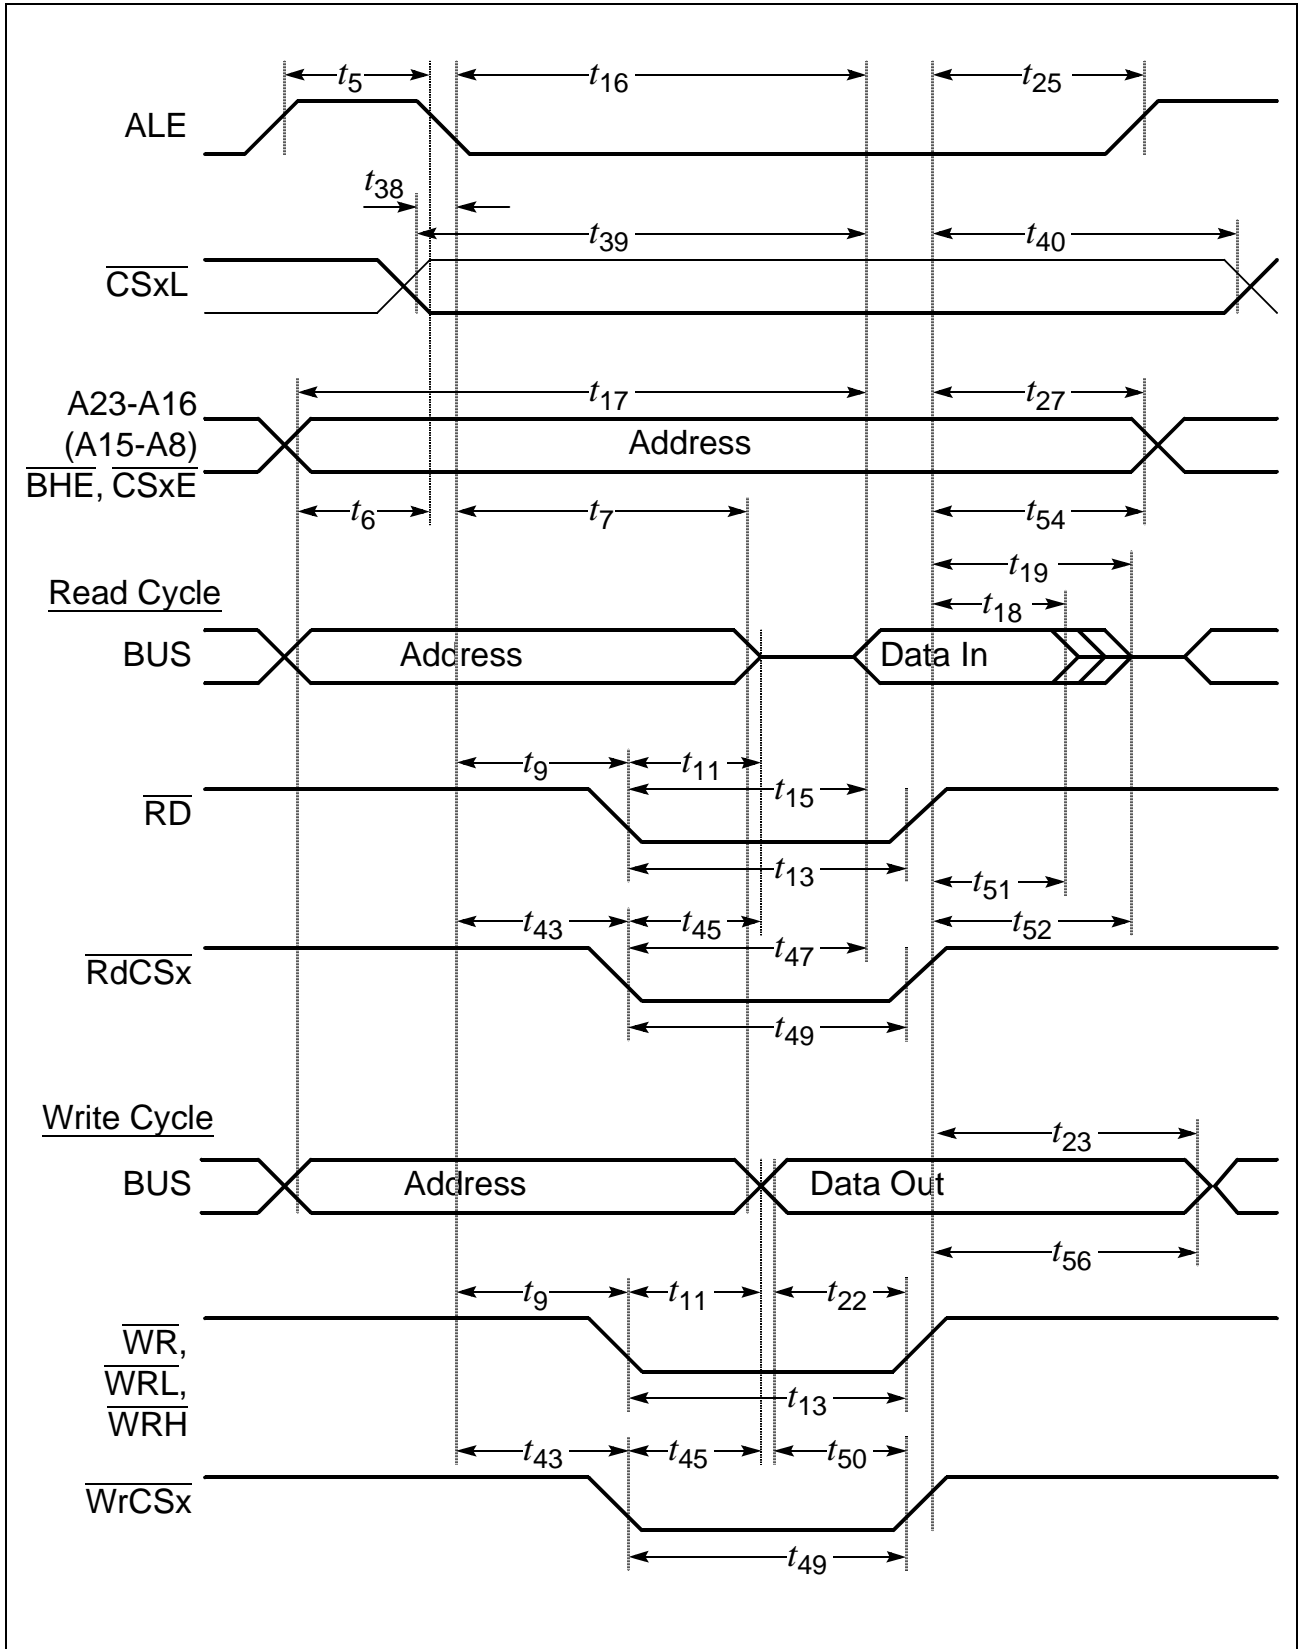 t5
t16
t25
ALE
t38
t39
t40
CSxL
A23-A16
t17
t27
(A15-A8)
Address
BHE, CSxE
t6
t7
t54
t19
Read Cycle
t18
BUS
Address
Data In
t9
t11
t15
RD
t13
t51
t43
t45
t52
t47
RdCSx
t49
Write Cycle
t23
BUS
Address
Data Out
t56
t9
t11
t22
WR,
WRL,
t13
WRH
t43
t45
t50
WrCSx
t49